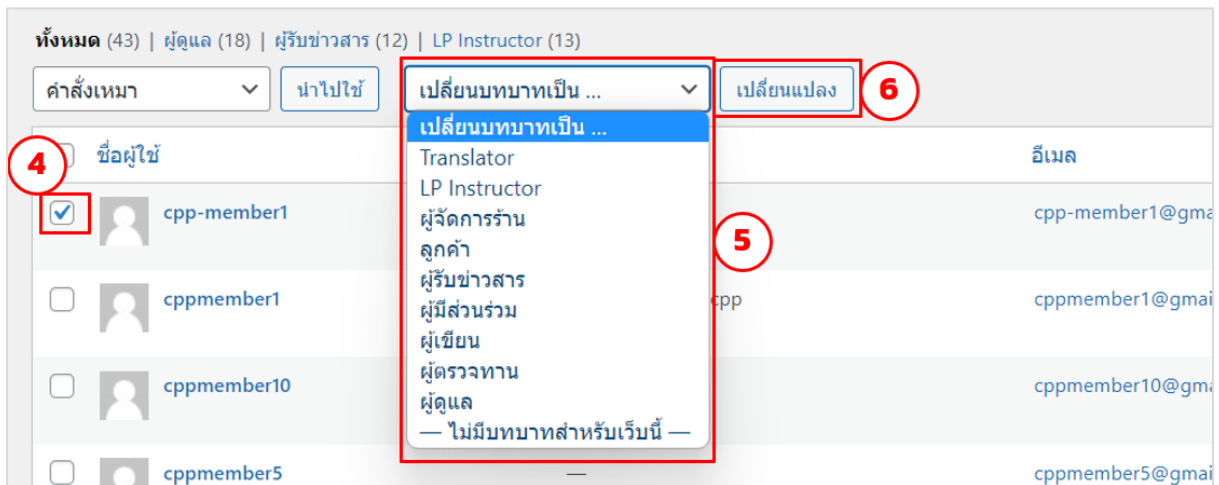 ทั้งหมด (43) | ผู้ดูแล (18) | ผู้รับข่าวสาร (12) | LP Instructor (13)
คำสั่งเหมา นำไปใช้ เปลี่ยนบทบาทเป็น ... เปลี่ยนแปลง 6
เปลี่ยนบทบาทเป็น ...
4 ชื่อผู้ใช้ อีเมล
Translator
LP Instructor
cpp-member1 ผู้จัดการร้าน cpp-member1@gma
5
ลูกค้า
ผู้รับข่าวสาร
cppmember1 ผู้มีส่วนร่วม cpp cppmember1@gmai
ผู้เขียน
ผู้ตรวจทาน
cppmember10 cppmember10@gma
ผู้ดูแล
— ไม่มีบทบาทสำหรับเว็บนี้ —
cppmember5 — cppmember5@gmai